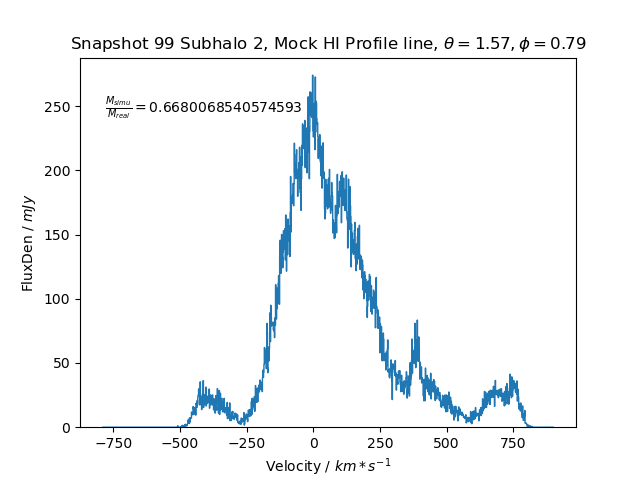 Snapshot 99 Subhalo 2, Mock HI Profile line, θ = 1.57, ϕ = 0.79
M_simu / M_real = 0.6680068540574593
FluxDen / mJy
250
200
150
100
50
0
−750 −500 −250 0 250 500 750
Velocity / km * s⁻¹